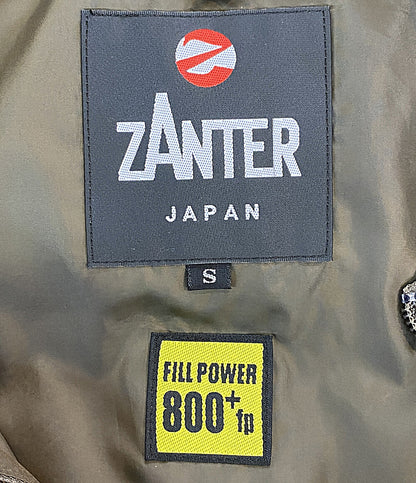 Z
ZANTER
JAPAN
S
FILL POWER
800+fp